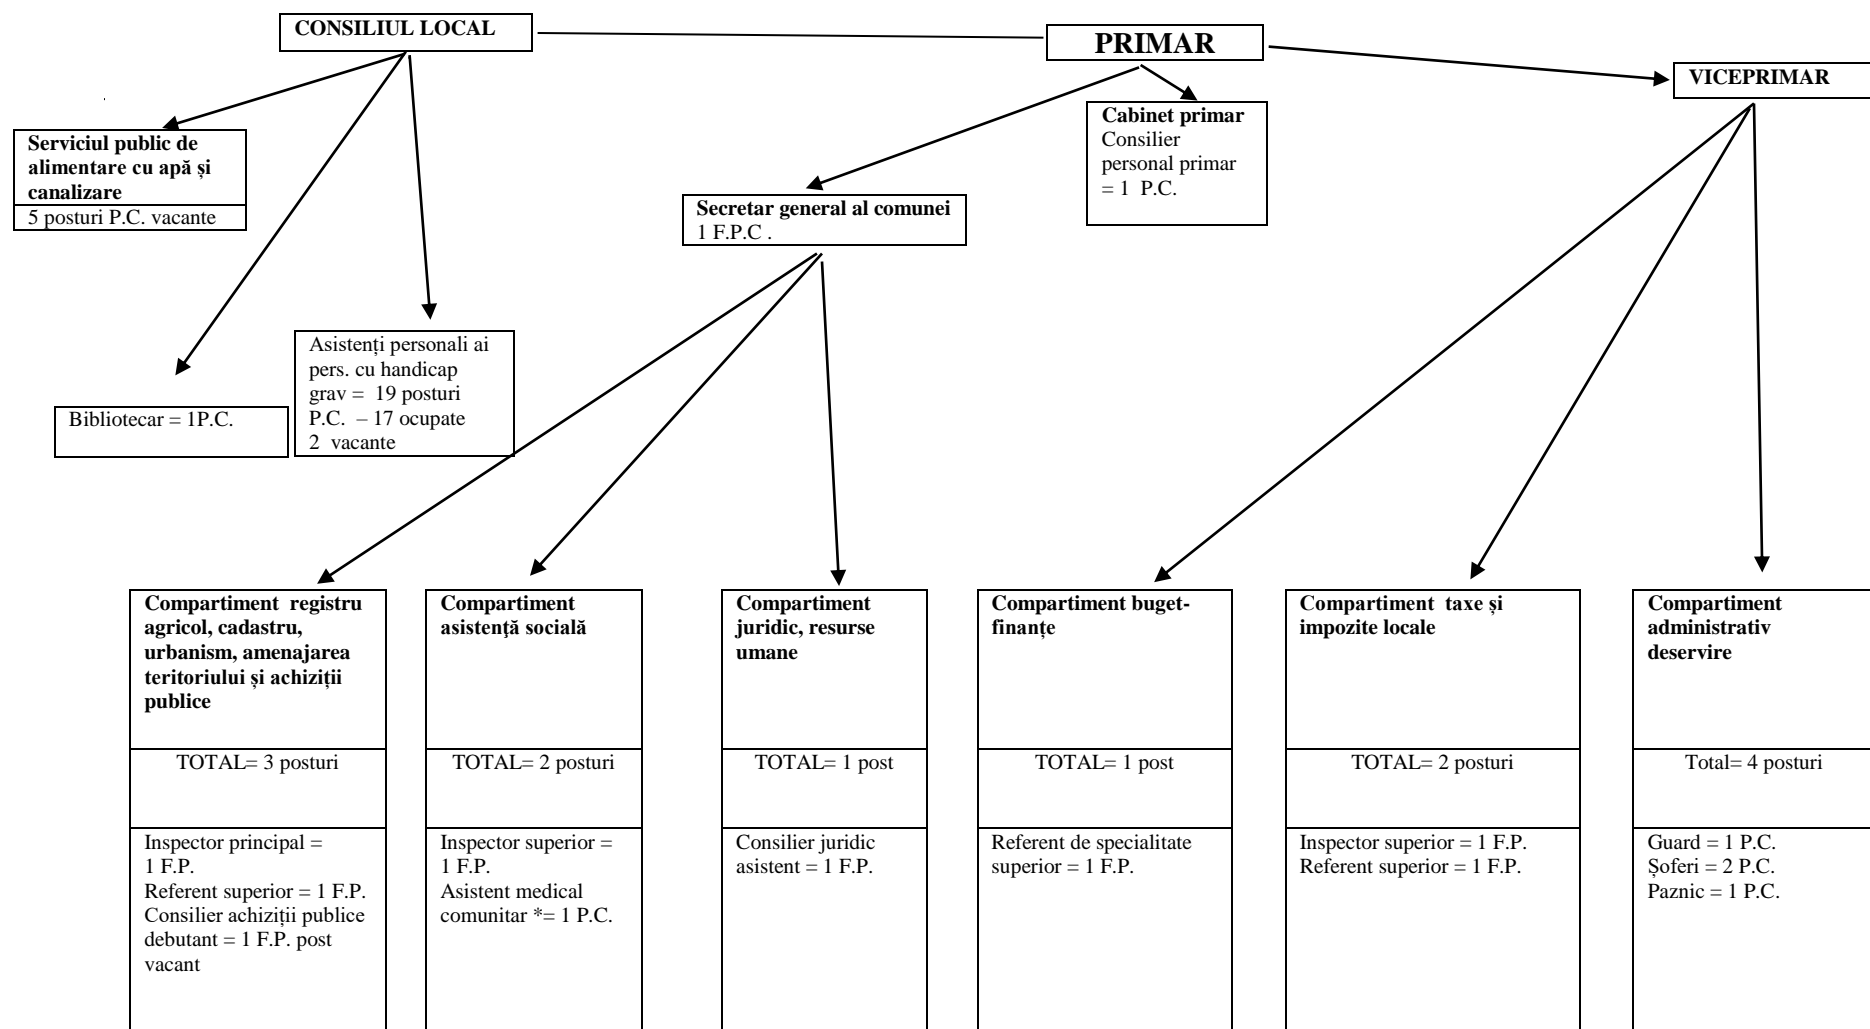 CONSILIUL LOCAL
PRIMAR
VICEPRIMAR
Serviciul public de
alimentare cu apă și
canalizare
5 posturi P.C. vacante
Cabinet primar
Consilier
personal primar
= 1 P.C.
Secretar general al comunei
1 F.P.C .
Asistenți personali ai
pers. cu handicap
grav = 19 posturi
P.C. – 17 ocupate
2 vacante
Bibliotecar = 1P.C.
Compartiment registru
agricol, cadastru,
urbanism, amenajarea
teritoriului și achiziții
publice
TOTAL= 3 posturi
Inspector principal =
1 F.P.
Referent superior = 1 F.P.
Consilier achiziții publice
debutant = 1 F.P. post
vacant
Compartiment
asistenţă socială
TOTAL= 2 posturi
Inspector superior =
1 F.P.
Asistent medical
comunitar *= 1 P.C.
Compartiment
juridic, resurse
umane
TOTAL= 1 post
Consilier juridic
asistent = 1 F.P.
Compartiment buget-
finanțe
TOTAL= 1 post
Referent de specialitate
superior = 1 F.P.
Compartiment taxe și
impozite locale
TOTAL= 2 posturi
Inspector superior = 1 F.P.
Referent superior = 1 F.P.
Compartiment
administrativ
deservire
Total= 4 posturi
Guard = 1 P.C.
Șoferi = 2 P.C.
Paznic = 1 P.C.